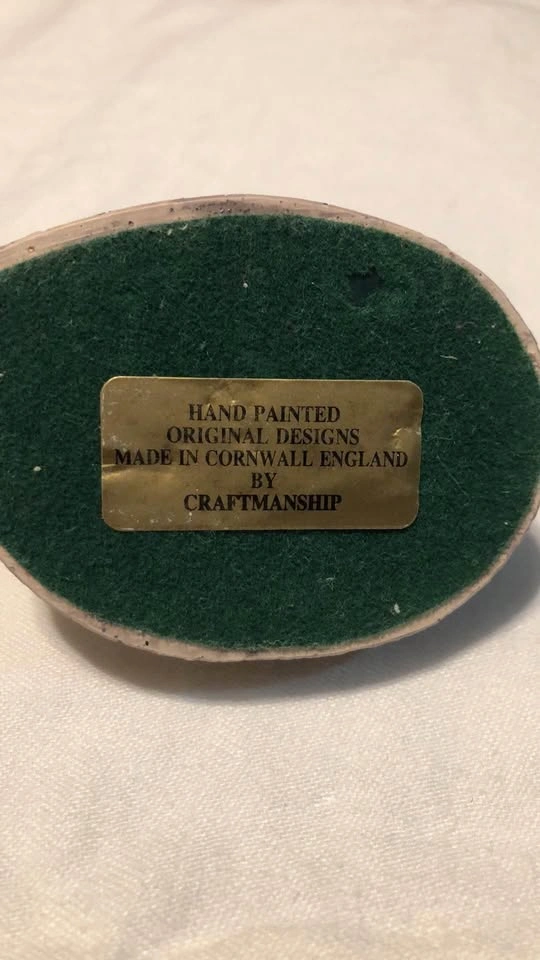 HAND PAINTED
ORIGINAL DESIGNS
MADE IN CORNWALL ENGLAND
BY
CRAFTMANSHIP